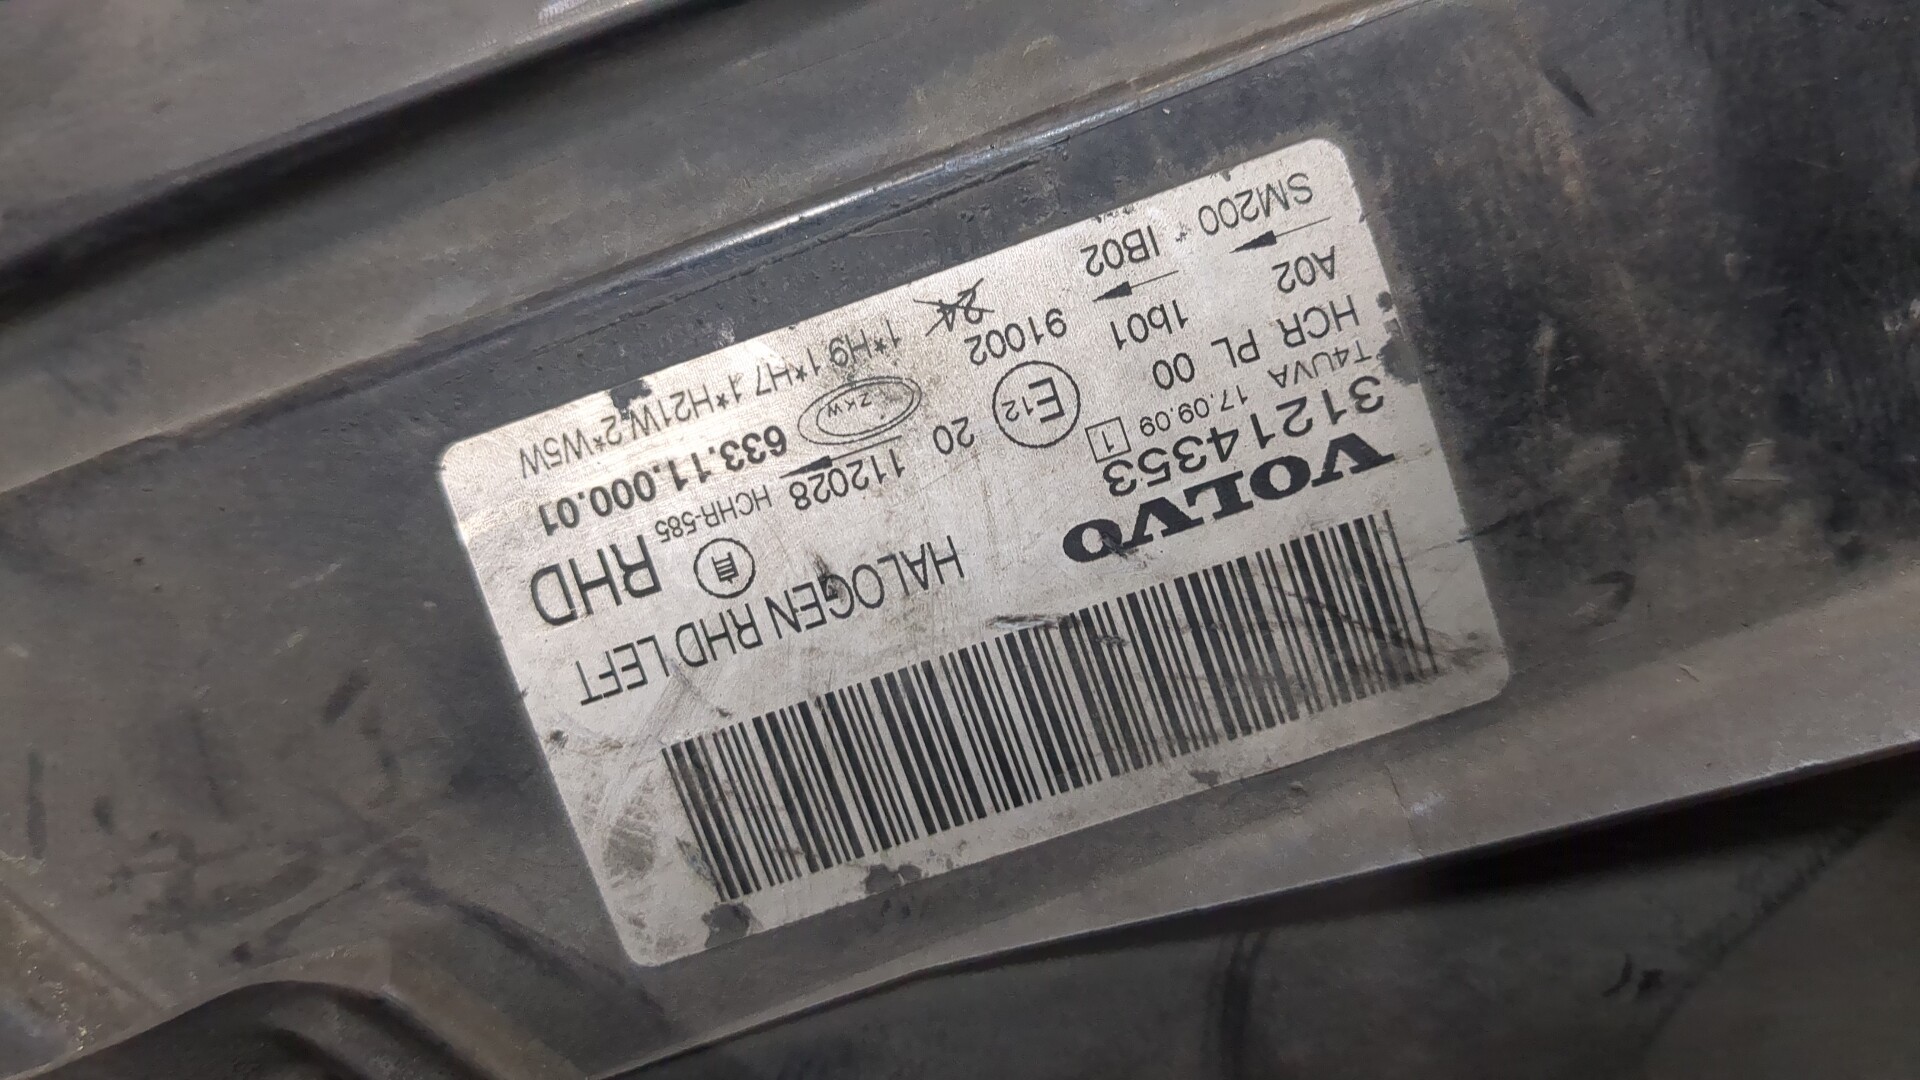 HALOGEN RHD LEFT
VOLVO
31214353
T4UVA 17.09.09 1
HCHR-585 RHD
HCR PL 00
E12
20
112028
633.11.000.01
A02
1b01
91002
ZKW
1*H9 1*H7 1*H21W 2*W5W
SM200
IB02